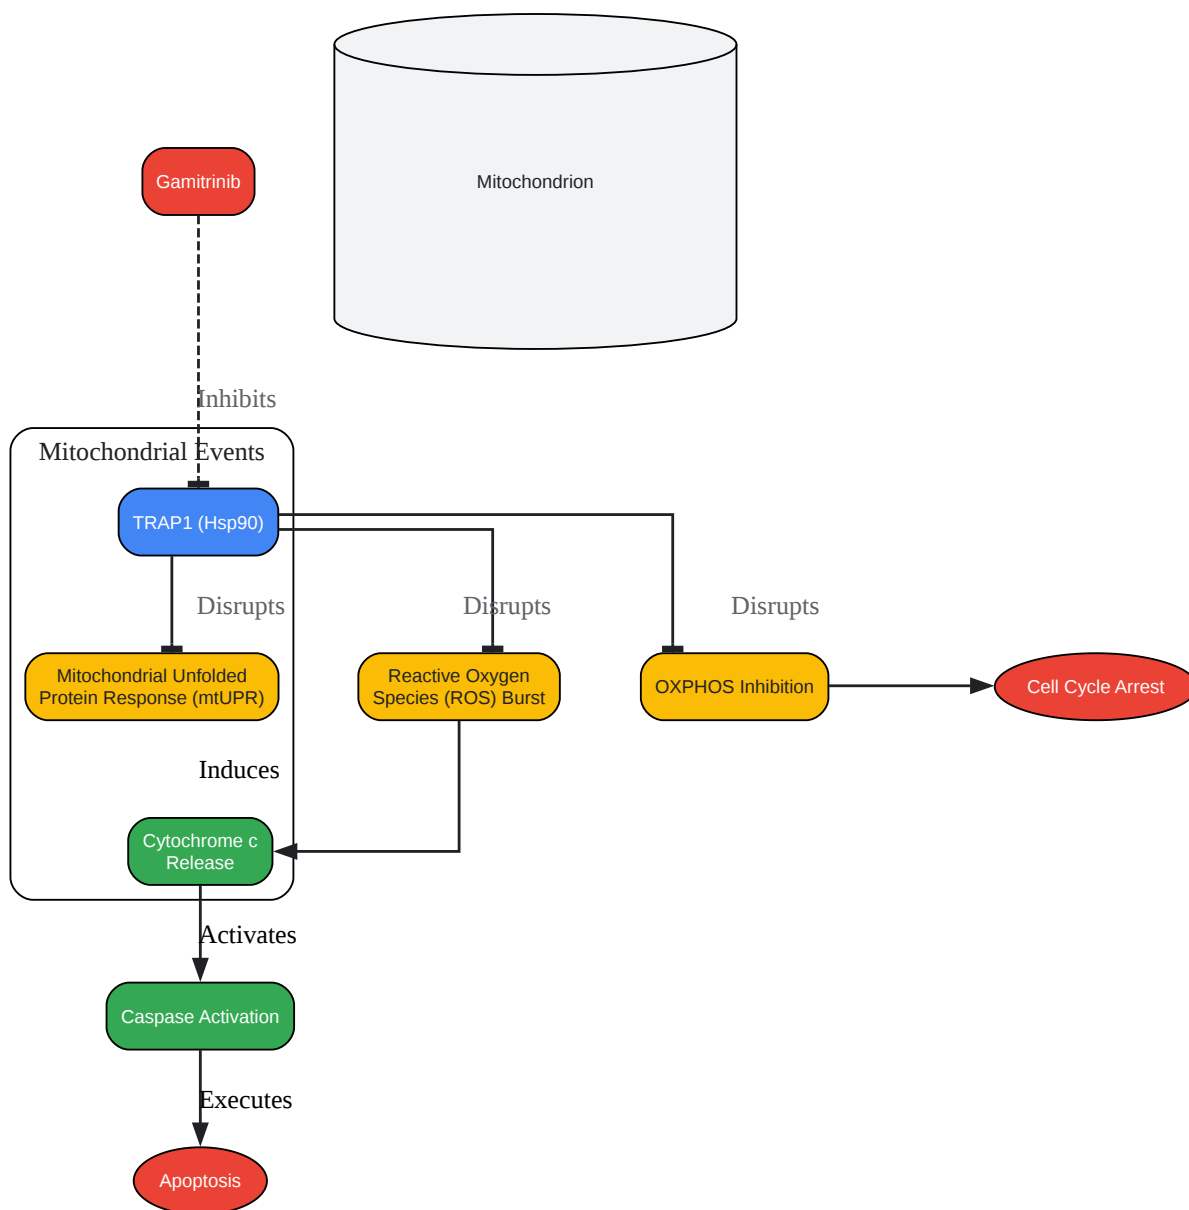 Mitochondrion
Gamitrinib
Inhibits
Mitochondrial Events
TRAP1 (Hsp90)
Disrupts
Disrupts
Disrupts
Mitochondrial Unfolded
Protein Response (mtUPR)
Reactive Oxygen
Species (ROS) Burst
OXPHOS Inhibition
Cell Cycle Arrest
Induces
Cytochrome c
Release
Activates
Caspase Activation
Executes
Apoptosis